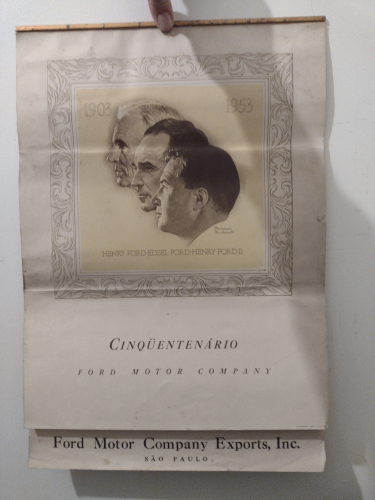 1903 1953
HENRY FORD·EDSEL FORD·HENRY FORD II
CINQÜENTENÁRIO
FORD MOTOR COMPANY
Ford Motor Company Exports, Inc.
SÃO PAULO